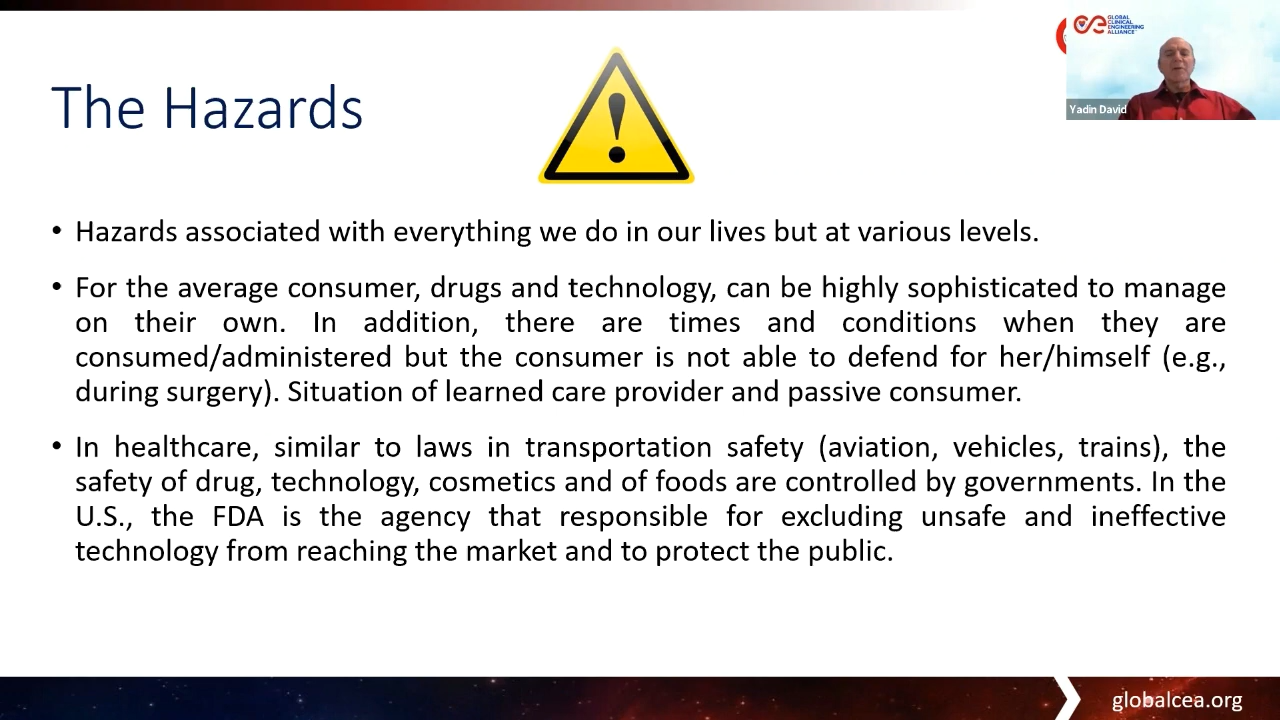 GLOBAL
CLINICAL
ENGINEERING
ALLIANCE
Yadin David
The Hazards
• Hazards associated with everything we do in our lives but at various levels.
• For the average consumer, drugs and technology, can be highly sophisticated to manage
on their own. In addition, there are times and conditions when they are
consumed/administered but the consumer is not able to defend for her/himself (e.g.,
during surgery). Situation of learned care provider and passive consumer.
• In healthcare, similar to laws in transportation safety (aviation, vehicles, trains), the
safety of drug, technology, cosmetics and of foods are controlled by governments. In the
U.S., the FDA is the agency that responsible for excluding unsafe and ineffective
technology from reaching the market and to protect the public.
globalcea.org